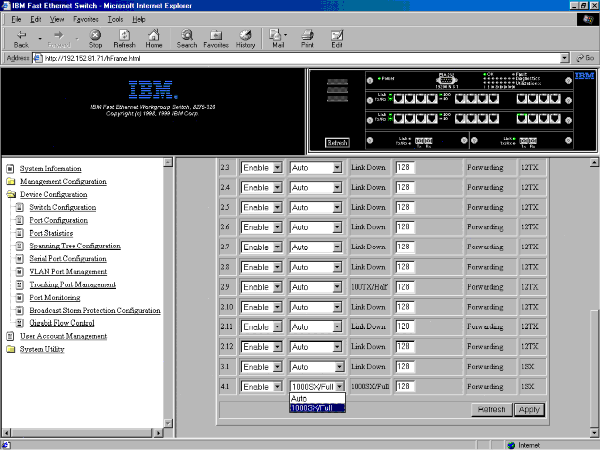 IBM Fast Ethernet Switch - Microsoft Internet Explorer
File Edit View Favorites Tools Help
Back Forward Stop Refresh Home Search Favorites History Mail Print Edit
Address http://192.152.81.71/hFrame.html Go
IBM
IBM Fast Ethernet Workgroup Switch, 8275-326
Copyright (c) 1998, 1999 IBM Corp.
Power
OK Fault
Diagnostics
IBM
Link
Link
Link
Link
Refresh
System Information
Management Configuration
Device Configuration
Switch Configuration
Port Configuration
Port Statistics
Spanning Tree Configuration
Serial Port Configuration
VLAN Port Management
Trunking Port Management
Port Monitoring
Broadcast Storm Protection Configuration
Gigabit Flow Control
User Account Management
System Utility
2.3 Enable Auto Link Down 128 Forwarding 12TX
2.4 Enable Auto Link Down 128 Forwarding 12TX
2.5 Enable Auto Link Down 128 Forwarding 12TX
2.6 Enable Auto Link Down 128 Forwarding 12TX
2.7 Enable Auto Link Down 128 Forwarding 12TX
2.8 Enable Auto Link Down 128 Forwarding 12TX
2.9 Enable Auto 100TX/Half 128 Forwarding 12TX
2.10 Enable Auto Link Down 128 Forwarding 12TX
2.11 Enable Auto Link Down 128 Forwarding 12TX
2.12 Enable Auto Link Down 128 Forwarding 12TX
3.1 Enable Auto Link Down 128 Forwarding 1SX
4.1 Enable 1000SX/Full 1000SX/Full 128 Forwarding 1SX
Auto
1000SX/Full
Refresh Apply
Internet